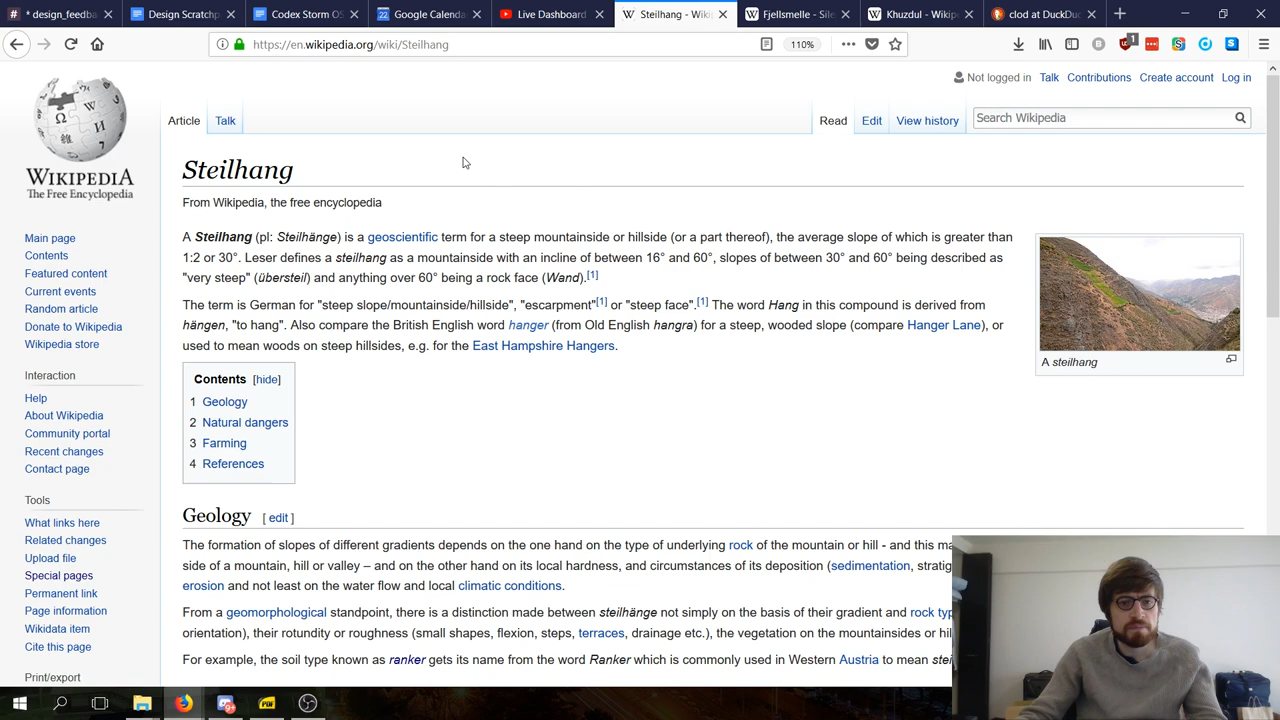 * design_feedba
Design Scratchp
Codex Storm OS
Google Calenda
Live Dashboard
Steilhang - Wiki
Fjellsmelle - Sile
Khuzdul - Wikipe
clod at DuckDu
https://en.wikipedia.org/wiki/Steilhang
110%
1
Not logged in Talk Contributions Create account Log in
Article Talk Read Edit View history Search Wikipedia
WIKIPEDIA
The Free Encyclopedia
Main page
Contents
Featured content
Current events
Random article
Donate to Wikipedia
Wikipedia store
Interaction
Help
About Wikipedia
Community portal
Recent changes
Contact page
Tools
What links here
Related changes
Upload file
Special pages
Permanent link
Page information
Wikidata item
Cite this page
Print/export
Steilhang
From Wikipedia, the free encyclopedia
A Steilhang (pl: Steilhänge) is a geoscientific term for a steep mountainside or hillside (or a part thereof), the average slope of which is greater than
1:2 or 30°. Leser defines a steilhang as a mountainside with an incline of between 16° and 60°, slopes of between 30° and 60° being described as
"very steep" (übersteil) and anything over 60° being a rock face (Wand).[1]
The term is German for "steep slope/mountainside/hillside", "escarpment"[1] or "steep face".[1] The word Hang in this compound is derived from
hängen, "to hang". Also compare the British English word hanger (from Old English hangra) for a steep, wooded slope (compare Hanger Lane), or
used to mean woods on steep hillsides, e.g. for the East Hampshire Hangers.
A steilhang
Contents [hide]
1 Geology
2 Natural dangers
3 Farming
4 References
Geology [ edit ]
The formation of slopes of different gradients depends on the one hand on the type of underlying rock of the mountain or hill - and this ma
side of a mountain, hill or valley – and on the other hand on its local hardness, and circumstances of its deposition (sedimentation, stratig
erosion and not least on the water flow and local climatic conditions.
From a geomorphological standpoint, there is a distinction made between steilhänge not simply on the basis of their gradient and rock typ
orientation), their rotundity or roughness (small shapes, flexion, steps, terraces, drainage etc.), the vegetation on the mountainsides or hil
For example, the soil type known as ranker gets its name from the word Ranker which is commonly used in Western Austria to mean stei